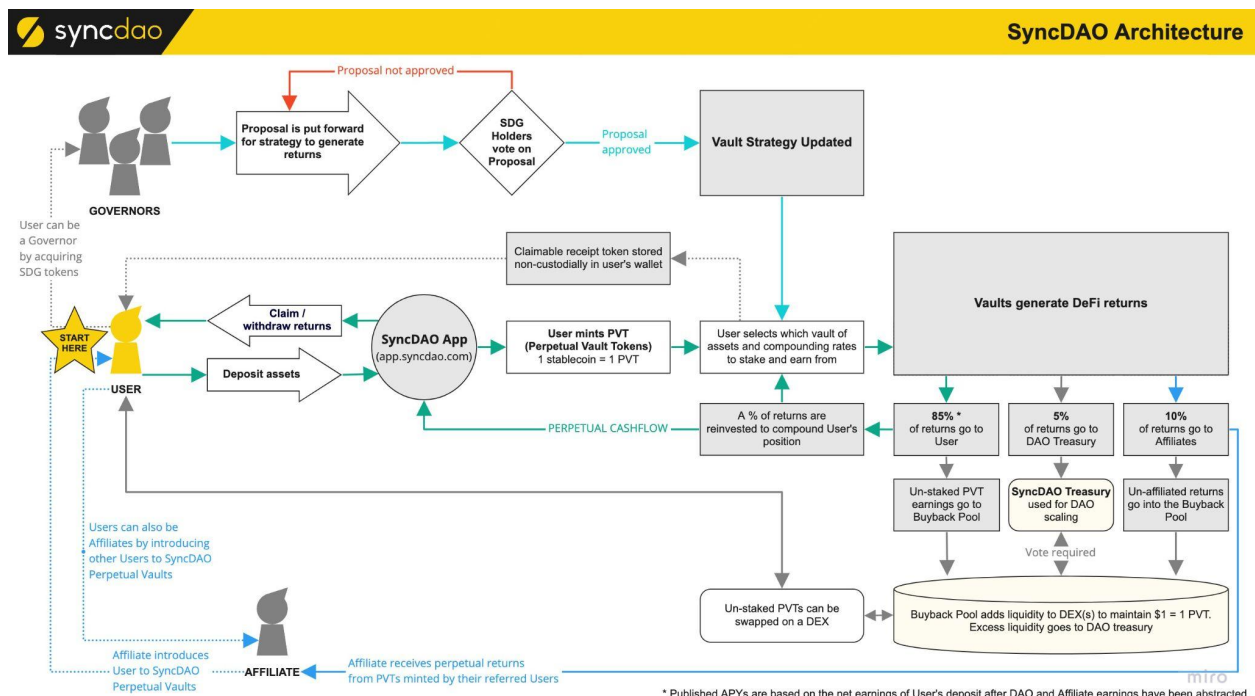 syncdao
SyncDAO Architecture
Proposal not approved
Proposal is put forward
for strategy to generate
returns
SDG
Holders
vote on
Proposal
Proposal
approved
Vault Strategy Updated
GOVERNORS
User can be
a Governor
by acquiring
SDG tokens
Claimable receipt token stored
non-custodially in user's wallet
Vaults generate DeFi returns
START
HERE
USER
Claim /
withdraw returns
Deposit assets
SyncDAO App
(app.syncdao.com)
User mints PVT
(Perpetual Vault Tokens)
1 stablecoin = 1 PVT
User selects which vault of
assets and compounding rates
to stake and earn from
PERPETUAL CASHFLOW
A % of returns are
reinvested to compound User's
position
85% *
of returns go to
User
5%
of returns go to
DAO Treasury
10%
of returns go to
Affiliates
Un-staked PVT
earnings go to
Buyback Pool
SyncDAO Treasury
used for DAO
scaling
Un-affiliated returns
go into the Buyback
Pool
Vote required
Users can also be
Affiliates by introducing
other Users to SyncDAO
Perpetual Vaults
Un-staked PVTs can be
swapped on a DEX
Buyback Pool adds liquidity to DEX(s) to maintain $1 = 1 PVT.
Excess liquidity goes to DAO treasury
Affiliate introduces
User to SyncDAO
Perpetual Vaults
AFFILIATE
Affiliate receives perpetual returns
from PVTs minted by their referred Users
miro
* Published APYs are based on the net earnings of User's deposit after DAO and Affiliate earnings have been abstracted